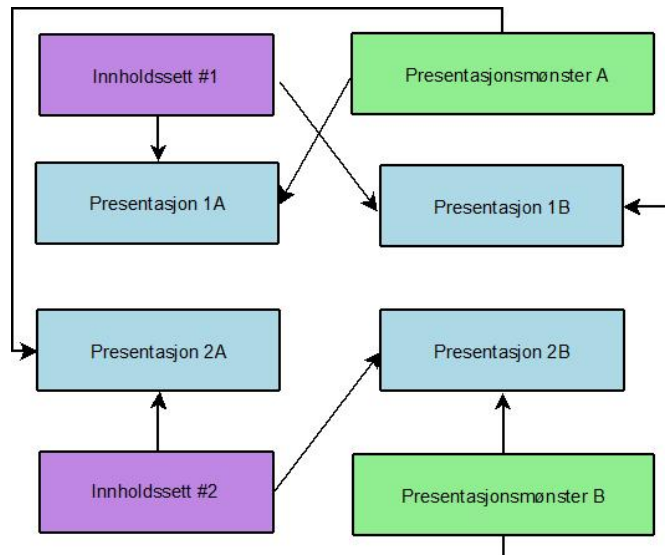 Innholdssett #1
Presentasjonsmønster A
Presentasjon 1A
Presentasjon 1B
Presentasjon 2A
Presentasjon 2B
Innholdssett #2
Presentasjonsmønster B